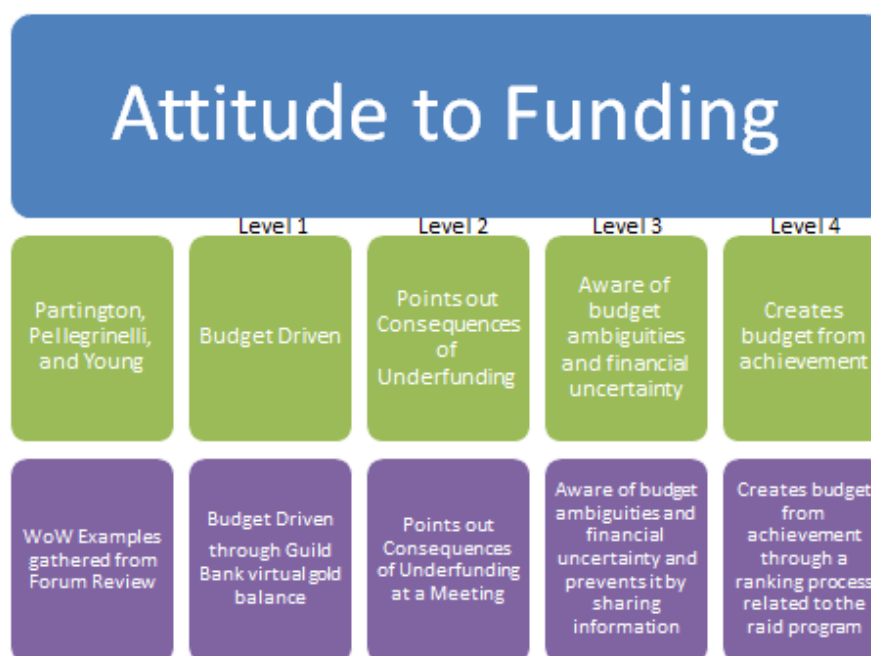 Attitude to Funding
Level 1
Level 2
Level 3
Level 4
Partington,
Pellegrinelli,
and Young
Budget Driven
Points out
Consequences
of
Underfunding
Aware of
budget
ambiguities
and financial
uncertainty
Creates
budget from
achievement
WoW Examples
gathered from
Forum Review
Budget Driven
through Guild
Bank virtual gold
balance
Points out
Consequences
of Underfunding
at a Meeting
Aware of budget
ambiguities and
financial
uncertainty and
prevents it by
sharing
information
Creates budget
from
achievement
through a
ranking process
related to the
raid program